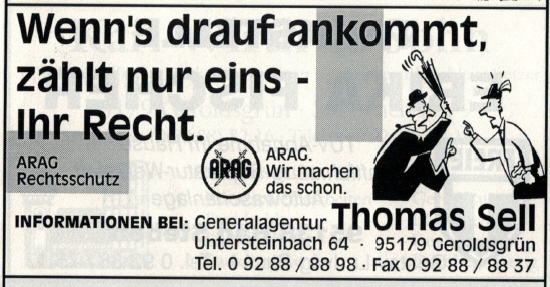 Wenn's drauf ankommt,
zählt nur eins -
Ihr Recht.
ARAG
Rechtsschutz
ARAG
ARAG.
Wir machen
das schon.
INFORMATIONEN BEI: Generalagentur Thomas Sell
Untersteinbach 64 · 95179 Geroldsgrün
Tel. 0 92 88 / 88 98 · Fax 0 92 88 / 88 37